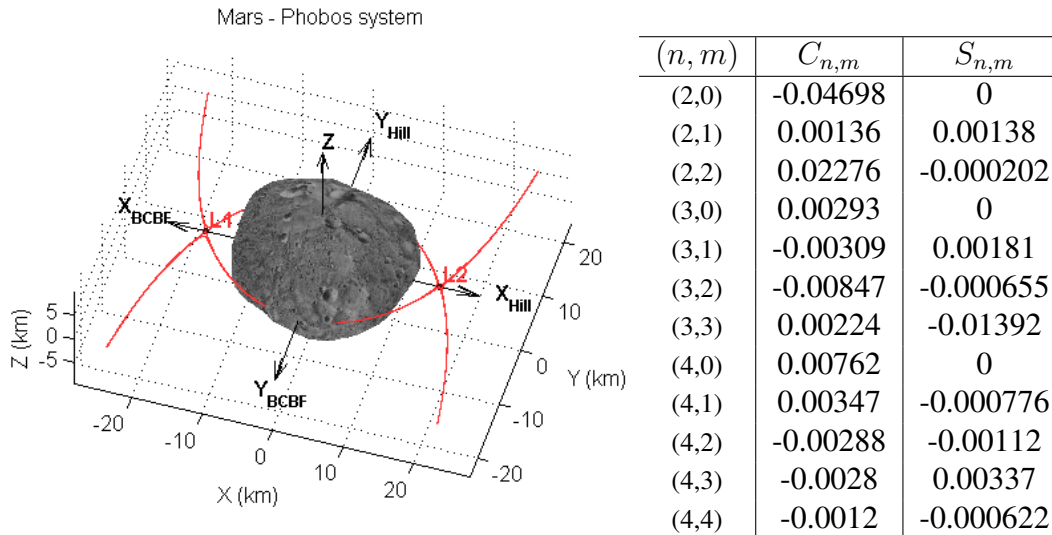 Mars - Phobos system
Y_Hill
Z
X_BCBF
L1
L2
X_Hill
Y_BCBF
5
0
-5
Z (km)
-20
-10
0
10
20
X (km)
20
10
0
-10
-20
Y (km)
(n, m) C_{n,m} S_{n,m}
(2,0) -0.04698 0
(2,1) 0.00136 0.00138
(2,2) 0.02276 -0.000202
(3,0) 0.00293 0
(3,1) -0.00309 0.00181
(3,2) -0.00847 -0.000655
(3,3) 0.00224 -0.01392
(4,0) 0.00762 0
(4,1) 0.00347 -0.000776
(4,2) -0.00288 -0.00112
(4,3) -0.0028 0.00337
(4,4) -0.0012 -0.000622